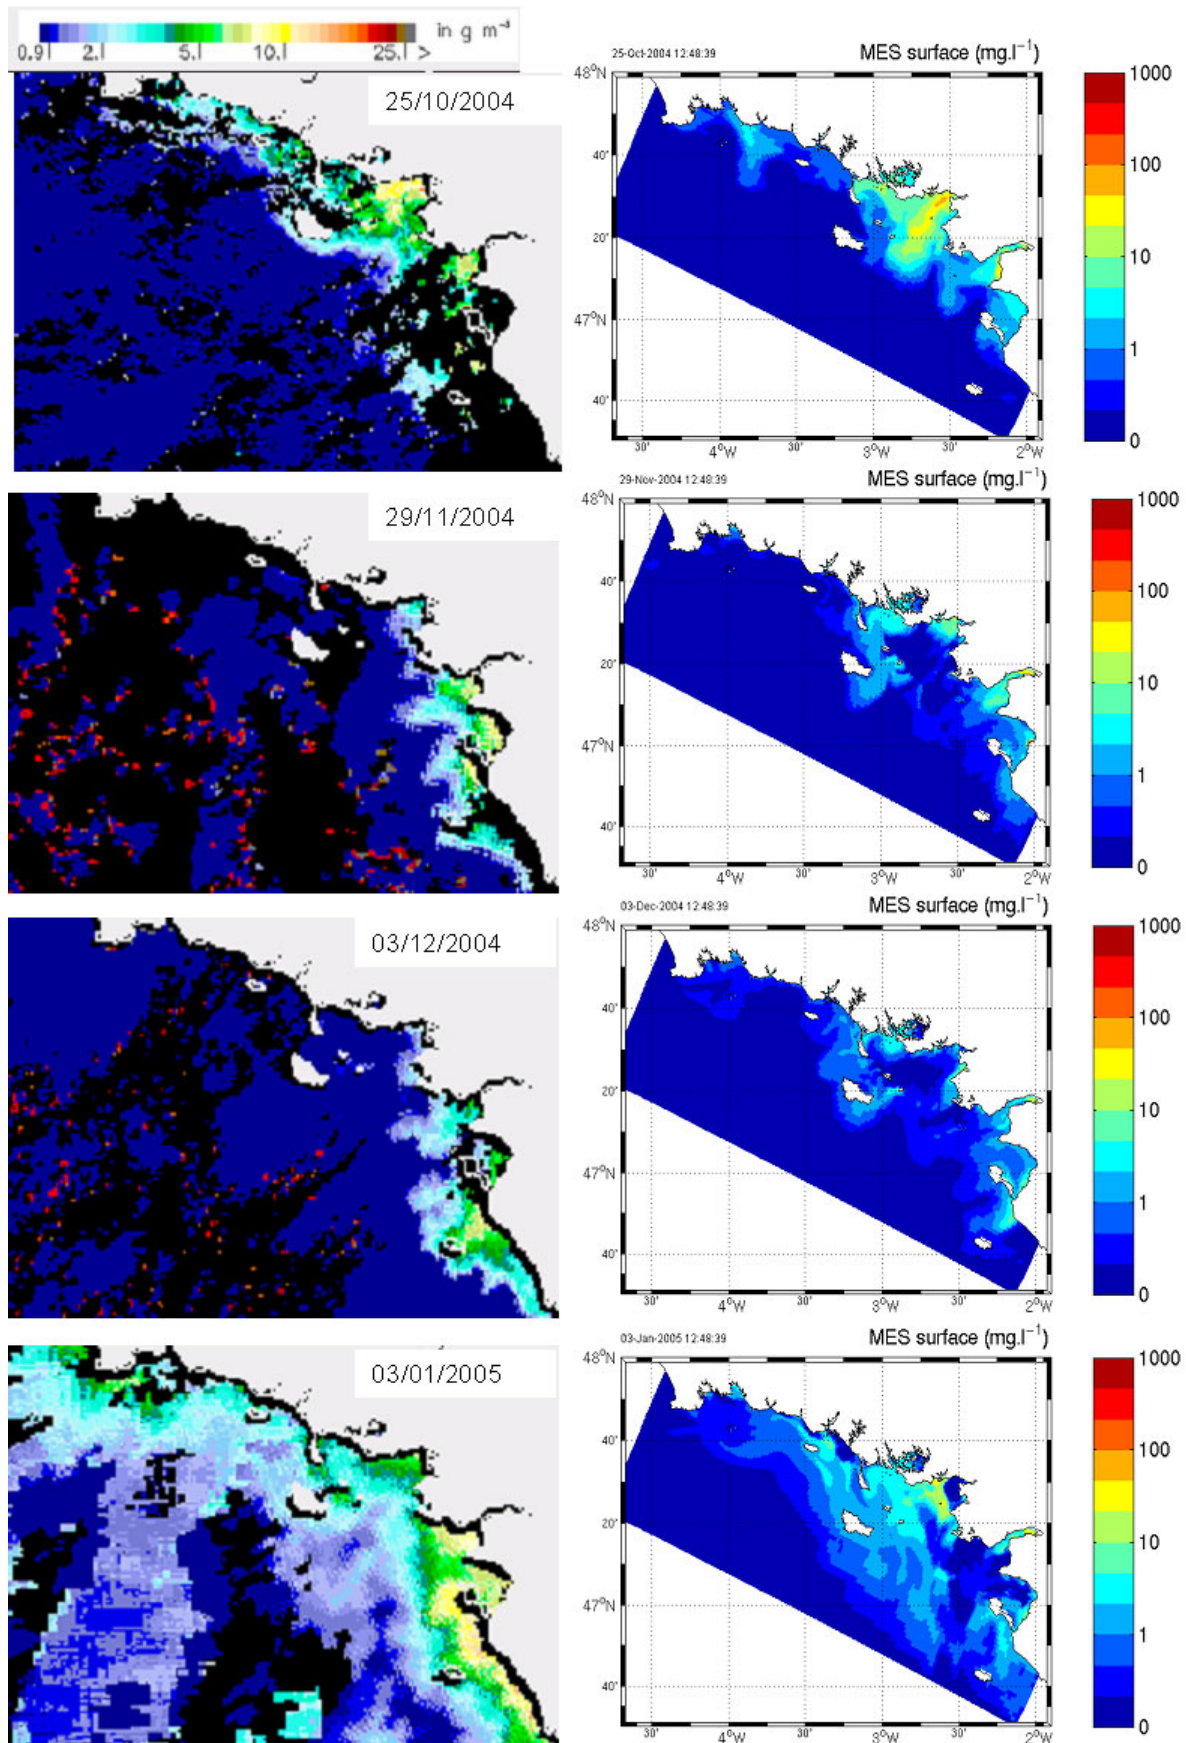 in g m⁻³
0.9 2. 5. 10. 25. >
25/10/2004
25-Oct-2004 12:48:39 MES surface (mg.l⁻¹)
48°N
40'
20'
47°N
40'
30' 4°W 30' 3°W 30' 2°W
1000
100
10
1
0
29/11/2004
29-Nov-2004 12:48:39 MES surface (mg.l⁻¹)
48°N
40'
20'
47°N
40'
30' 4°W 30' 3°W 30' 2°W
1000
100
10
1
0
03/12/2004
03-Dec-2004 12:48:39 MES surface (mg.l⁻¹)
48°N
40'
20'
47°N
40'
30' 4°W 30' 3°W 30' 2°W
1000
100
10
1
0
03/01/2005
03-Jan-2005 12:48:39 MES surface (mg.l⁻¹)
48°N
40'
20'
47°N
40'
30' 4°W 30' 3°W 30' 2°W
1000
100
10
1
0